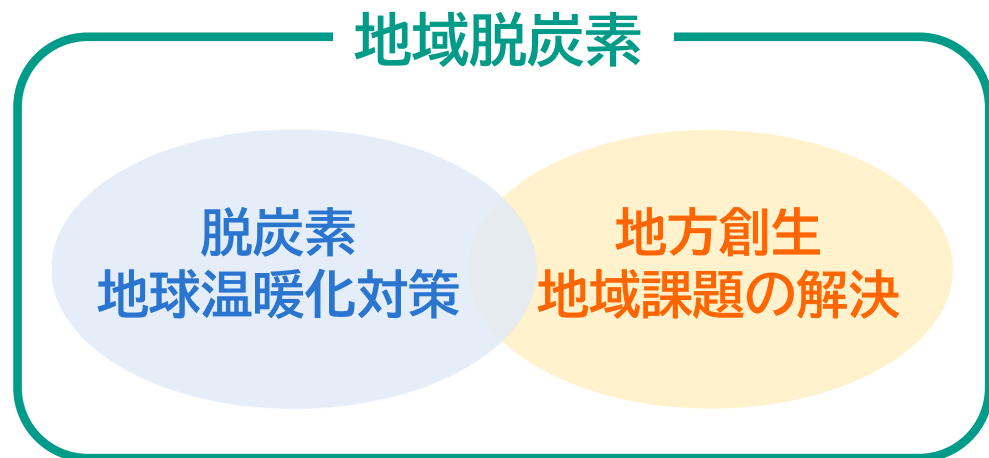 地域脱炭素
脱炭素
地球温暖化対策
地方創生
地域課題の解決